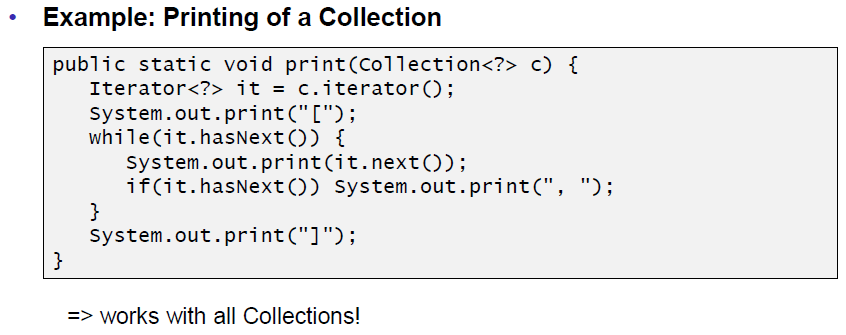 • Example: Printing of a Collection
public static void print(Collection<?> c) {
Iterator<?> it = c.iterator();
System.out.print("[");
while(it.hasNext()) {
System.out.print(it.next());
if(it.hasNext()) System.out.print(", ");
}
System.out.print("]");
}
=> works with all Collections!